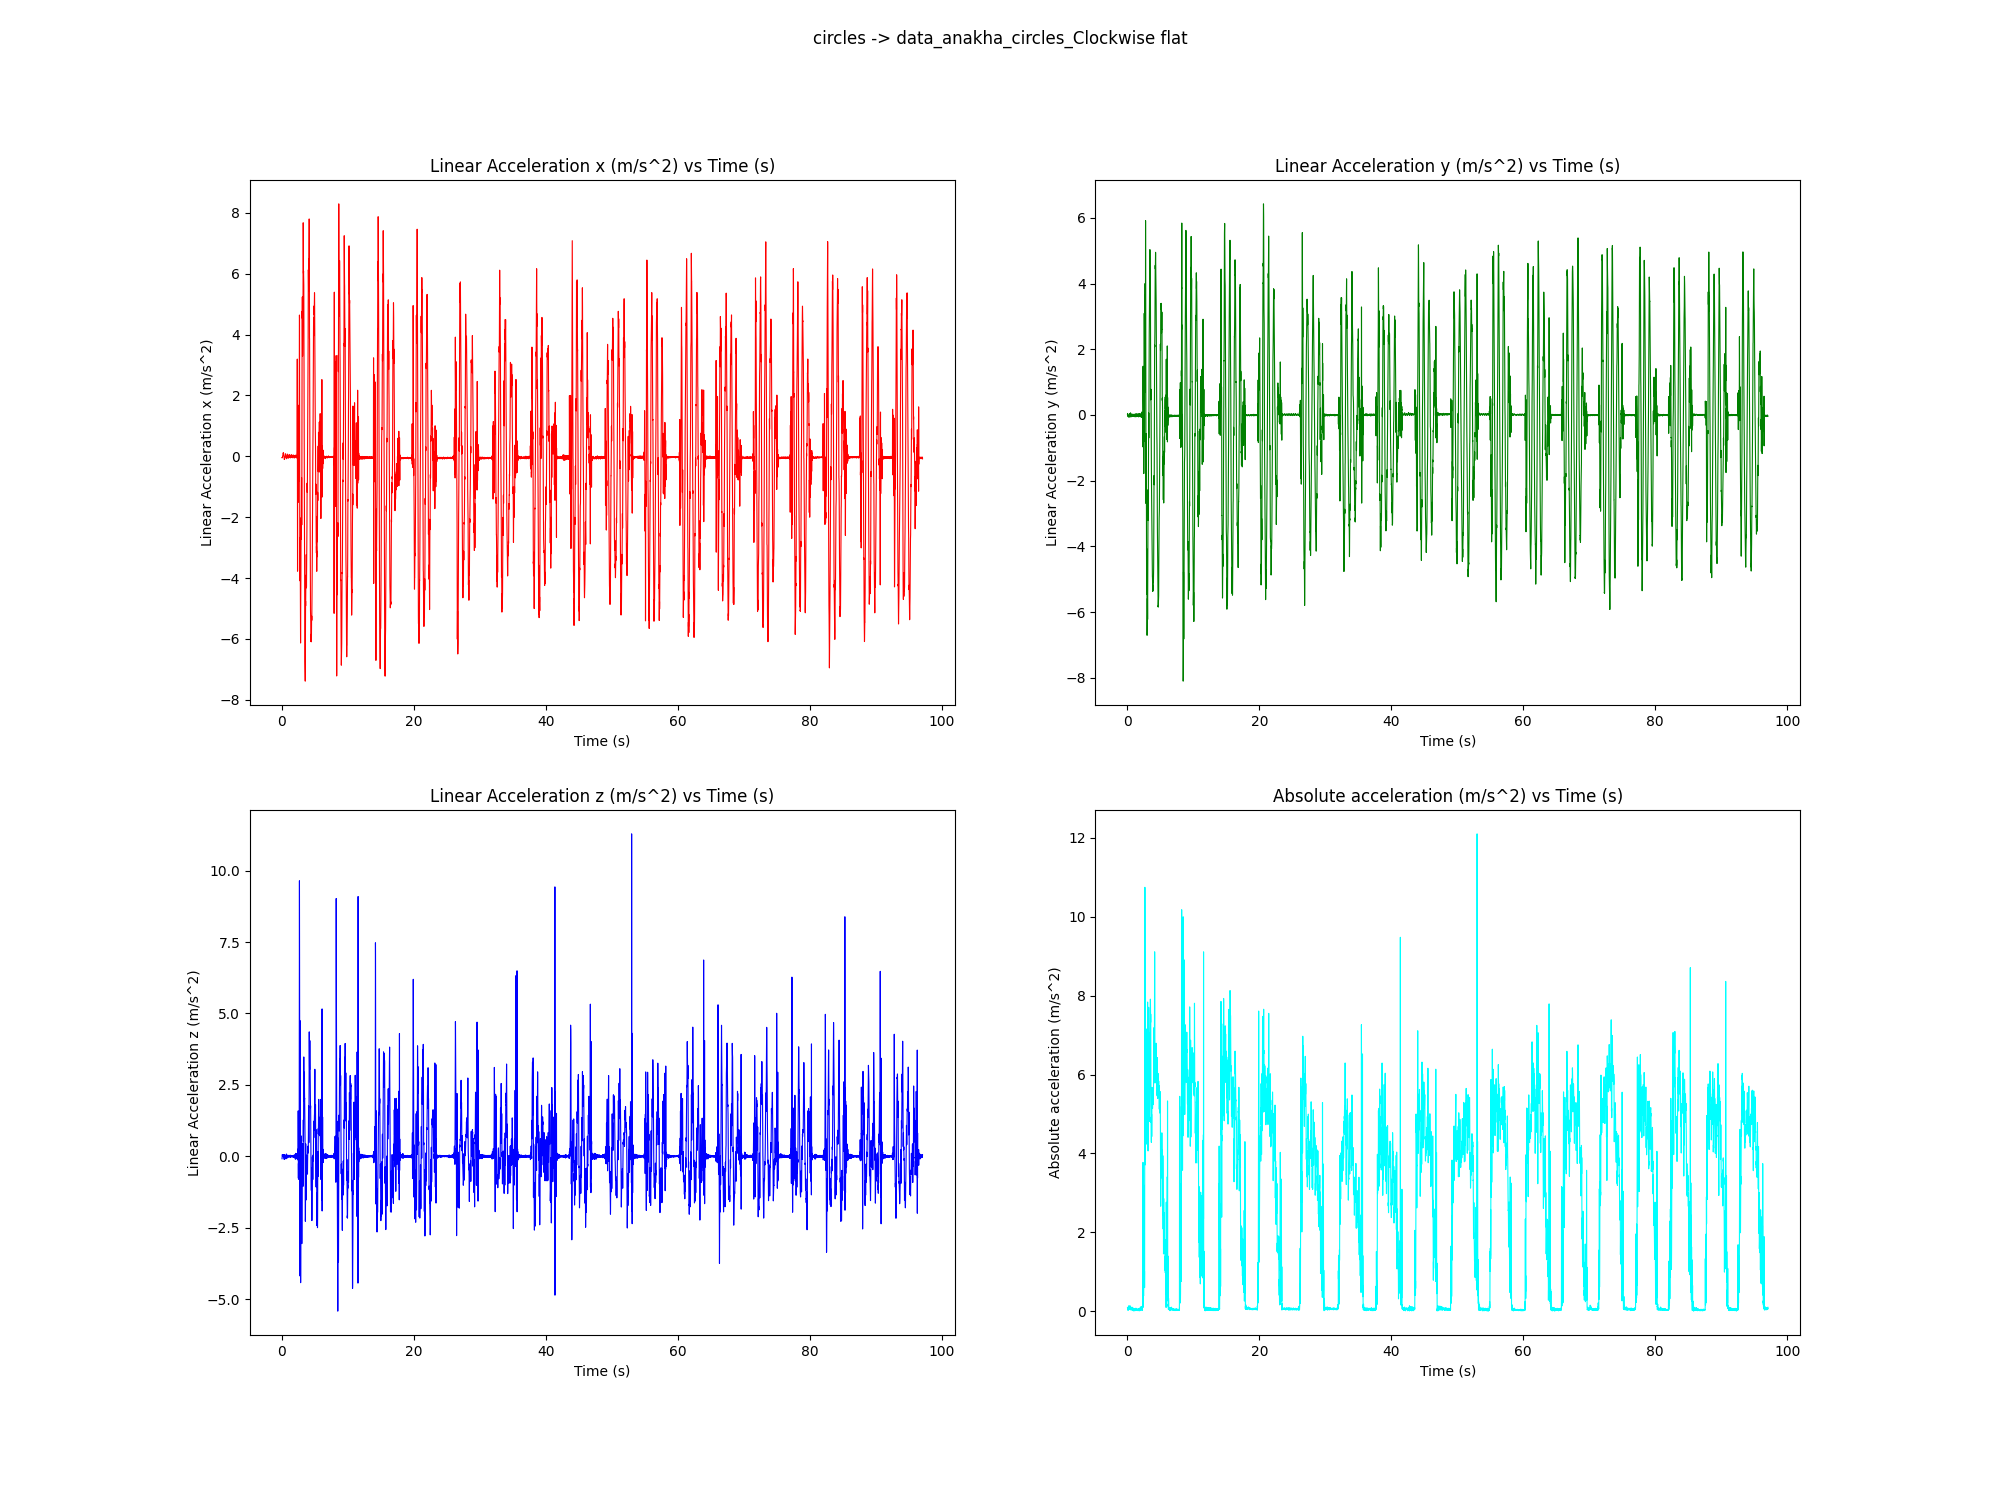 circles -> data_anakha_circles_Clockwise flat
Linear Acceleration x (m/s^2) vs Time (s)
Linear Acceleration x (m/s^2)
8
6
4
2
0
−2
−4
−6
−8
0 20 40 60 80 100
Time (s)
Linear Acceleration y (m/s^2) vs Time (s)
Linear Acceleration y (m/s^2)
6
4
2
0
−2
−4
−6
−8
0 20 40 60 80 100
Time (s)
Linear Acceleration z (m/s^2) vs Time (s)
Linear Acceleration z (m/s^2)
10.0
7.5
5.0
2.5
0.0
−2.5
−5.0
0 20 40 60 80 100
Time (s)
Absolute acceleration (m/s^2) vs Time (s)
Absolute acceleration (m/s^2)
12
10
8
6
4
2
0
0 20 40 60 80 100
Time (s)